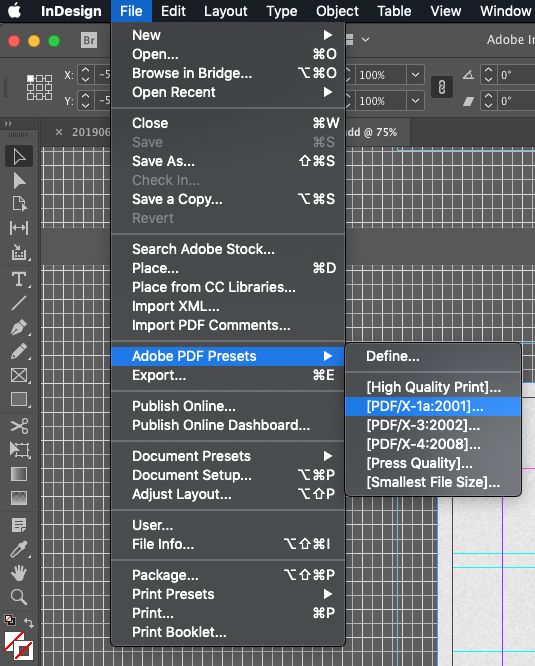 InDesign File Edit Layout Type Object Table View Window
Br
Adobe In
X:
Y:
100%
100%
0°
0°
× 201906
dd @ 75%
New
Open... ⌘O
Browse in Bridge... ⌥⌘O
Open Recent
Close ⌘W
Save ⌘S
Save As... ⇧⌘S
Check In...
Save a Copy... ⌥⌘S
Revert
Search Adobe Stock...
Place... ⌘D
Place from CC Libraries...
Import XML...
Import PDF Comments...
Adobe PDF Presets
Export... ⌘E
Publish Online...
Publish Online Dashboard...
Document Presets
Document Setup... ⌥⌘P
Adjust Layout... ⌥⇧P
User...
File Info... ⌥⇧⌘I
Package... ⌥⇧⌘P
Print Presets
Print... ⌘P
Print Booklet...
Define...
[High Quality Print]...
[PDF/X-1a:2001]...
[PDF/X-3:2002]...
[PDF/X-4:2008]...
[Press Quality]...
[Smallest File Size]...